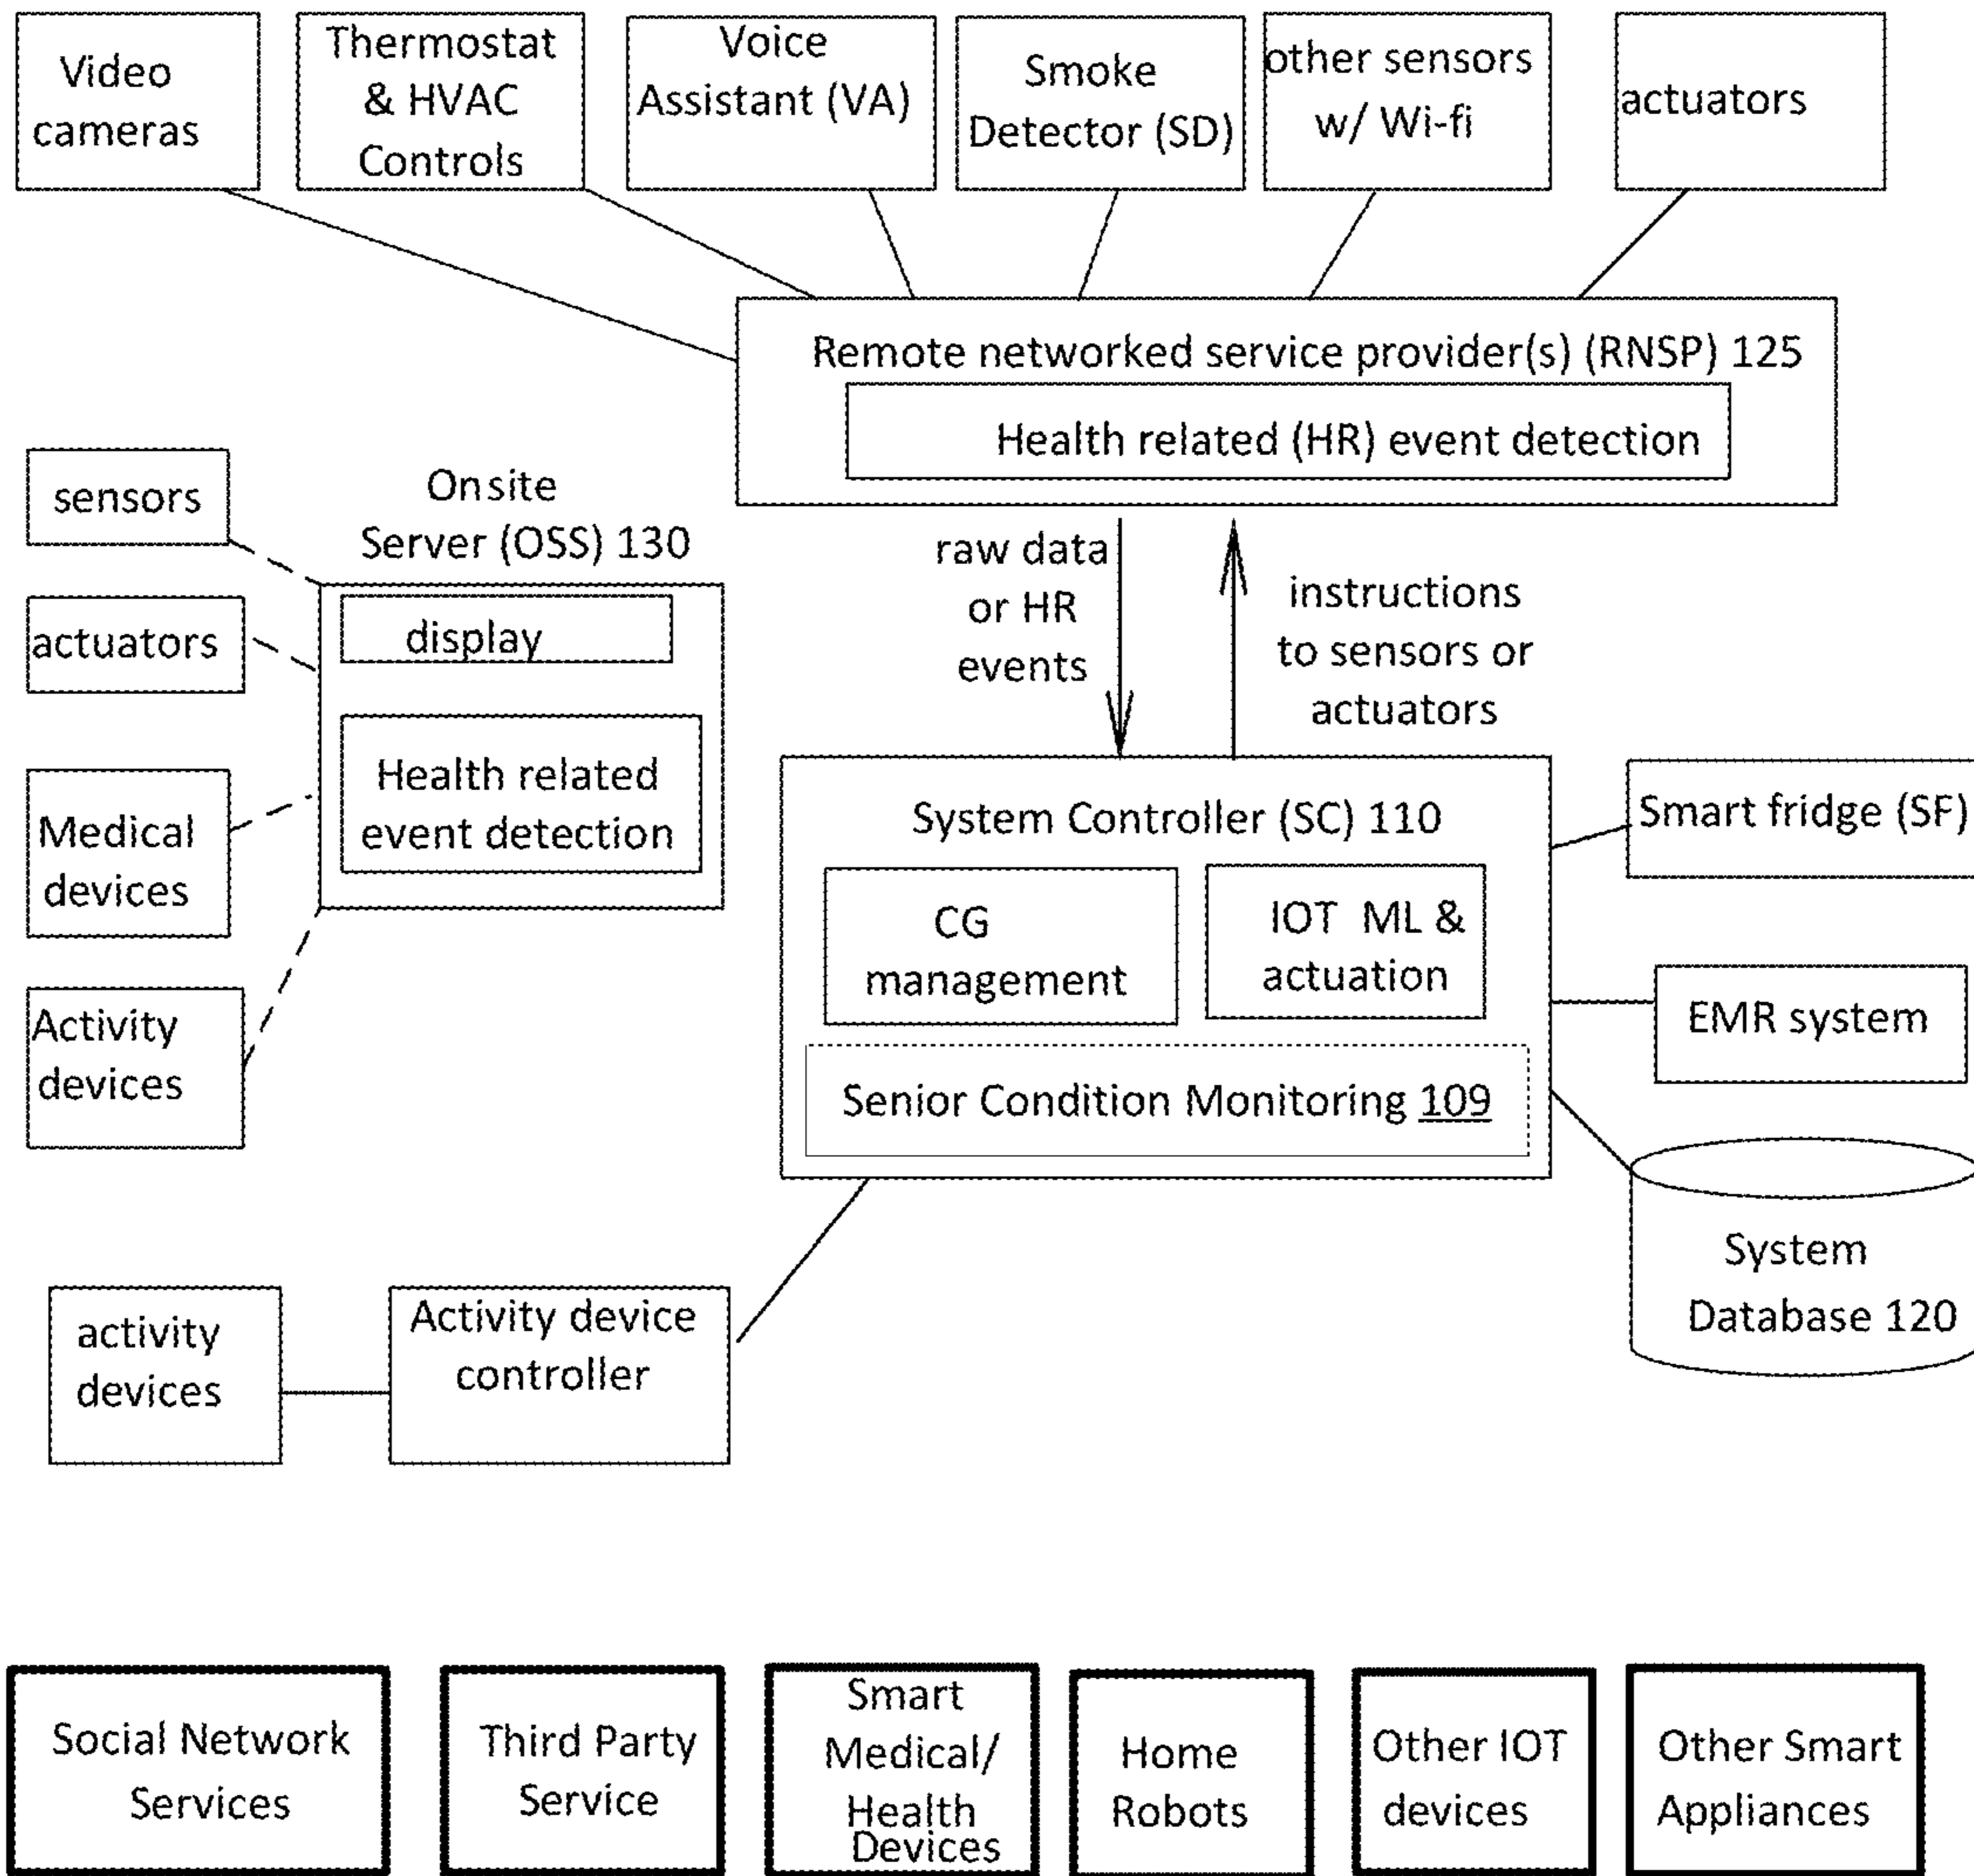 Video
cameras
Thermostat
& HVAC
Controls
Voice
Assistant (VA)
Smoke
Detector (SD)
other sensors
w/ Wi-fi
actuators
Remote networked service provider(s) (RNSP) 125
Health related (HR) event detection
sensors
actuators
Medical
devices
Activity
devices
Onsite
Server (OSS) 130
display
Health related
event detection
raw data
or HR
events
instructions
to sensors or
actuators
System Controller (SC) 110
CG
management
IOT ML &
actuation
Senior Condition Monitoring 109
Smart fridge (SF)
EMR system
System
Database 120
activity
devices
Activity device
controller
Social Network
Services
Third Party
Service
Smart
Medical/
Health
Devices
Home
Robots
Other IOT
devices
Other Smart
Appliances